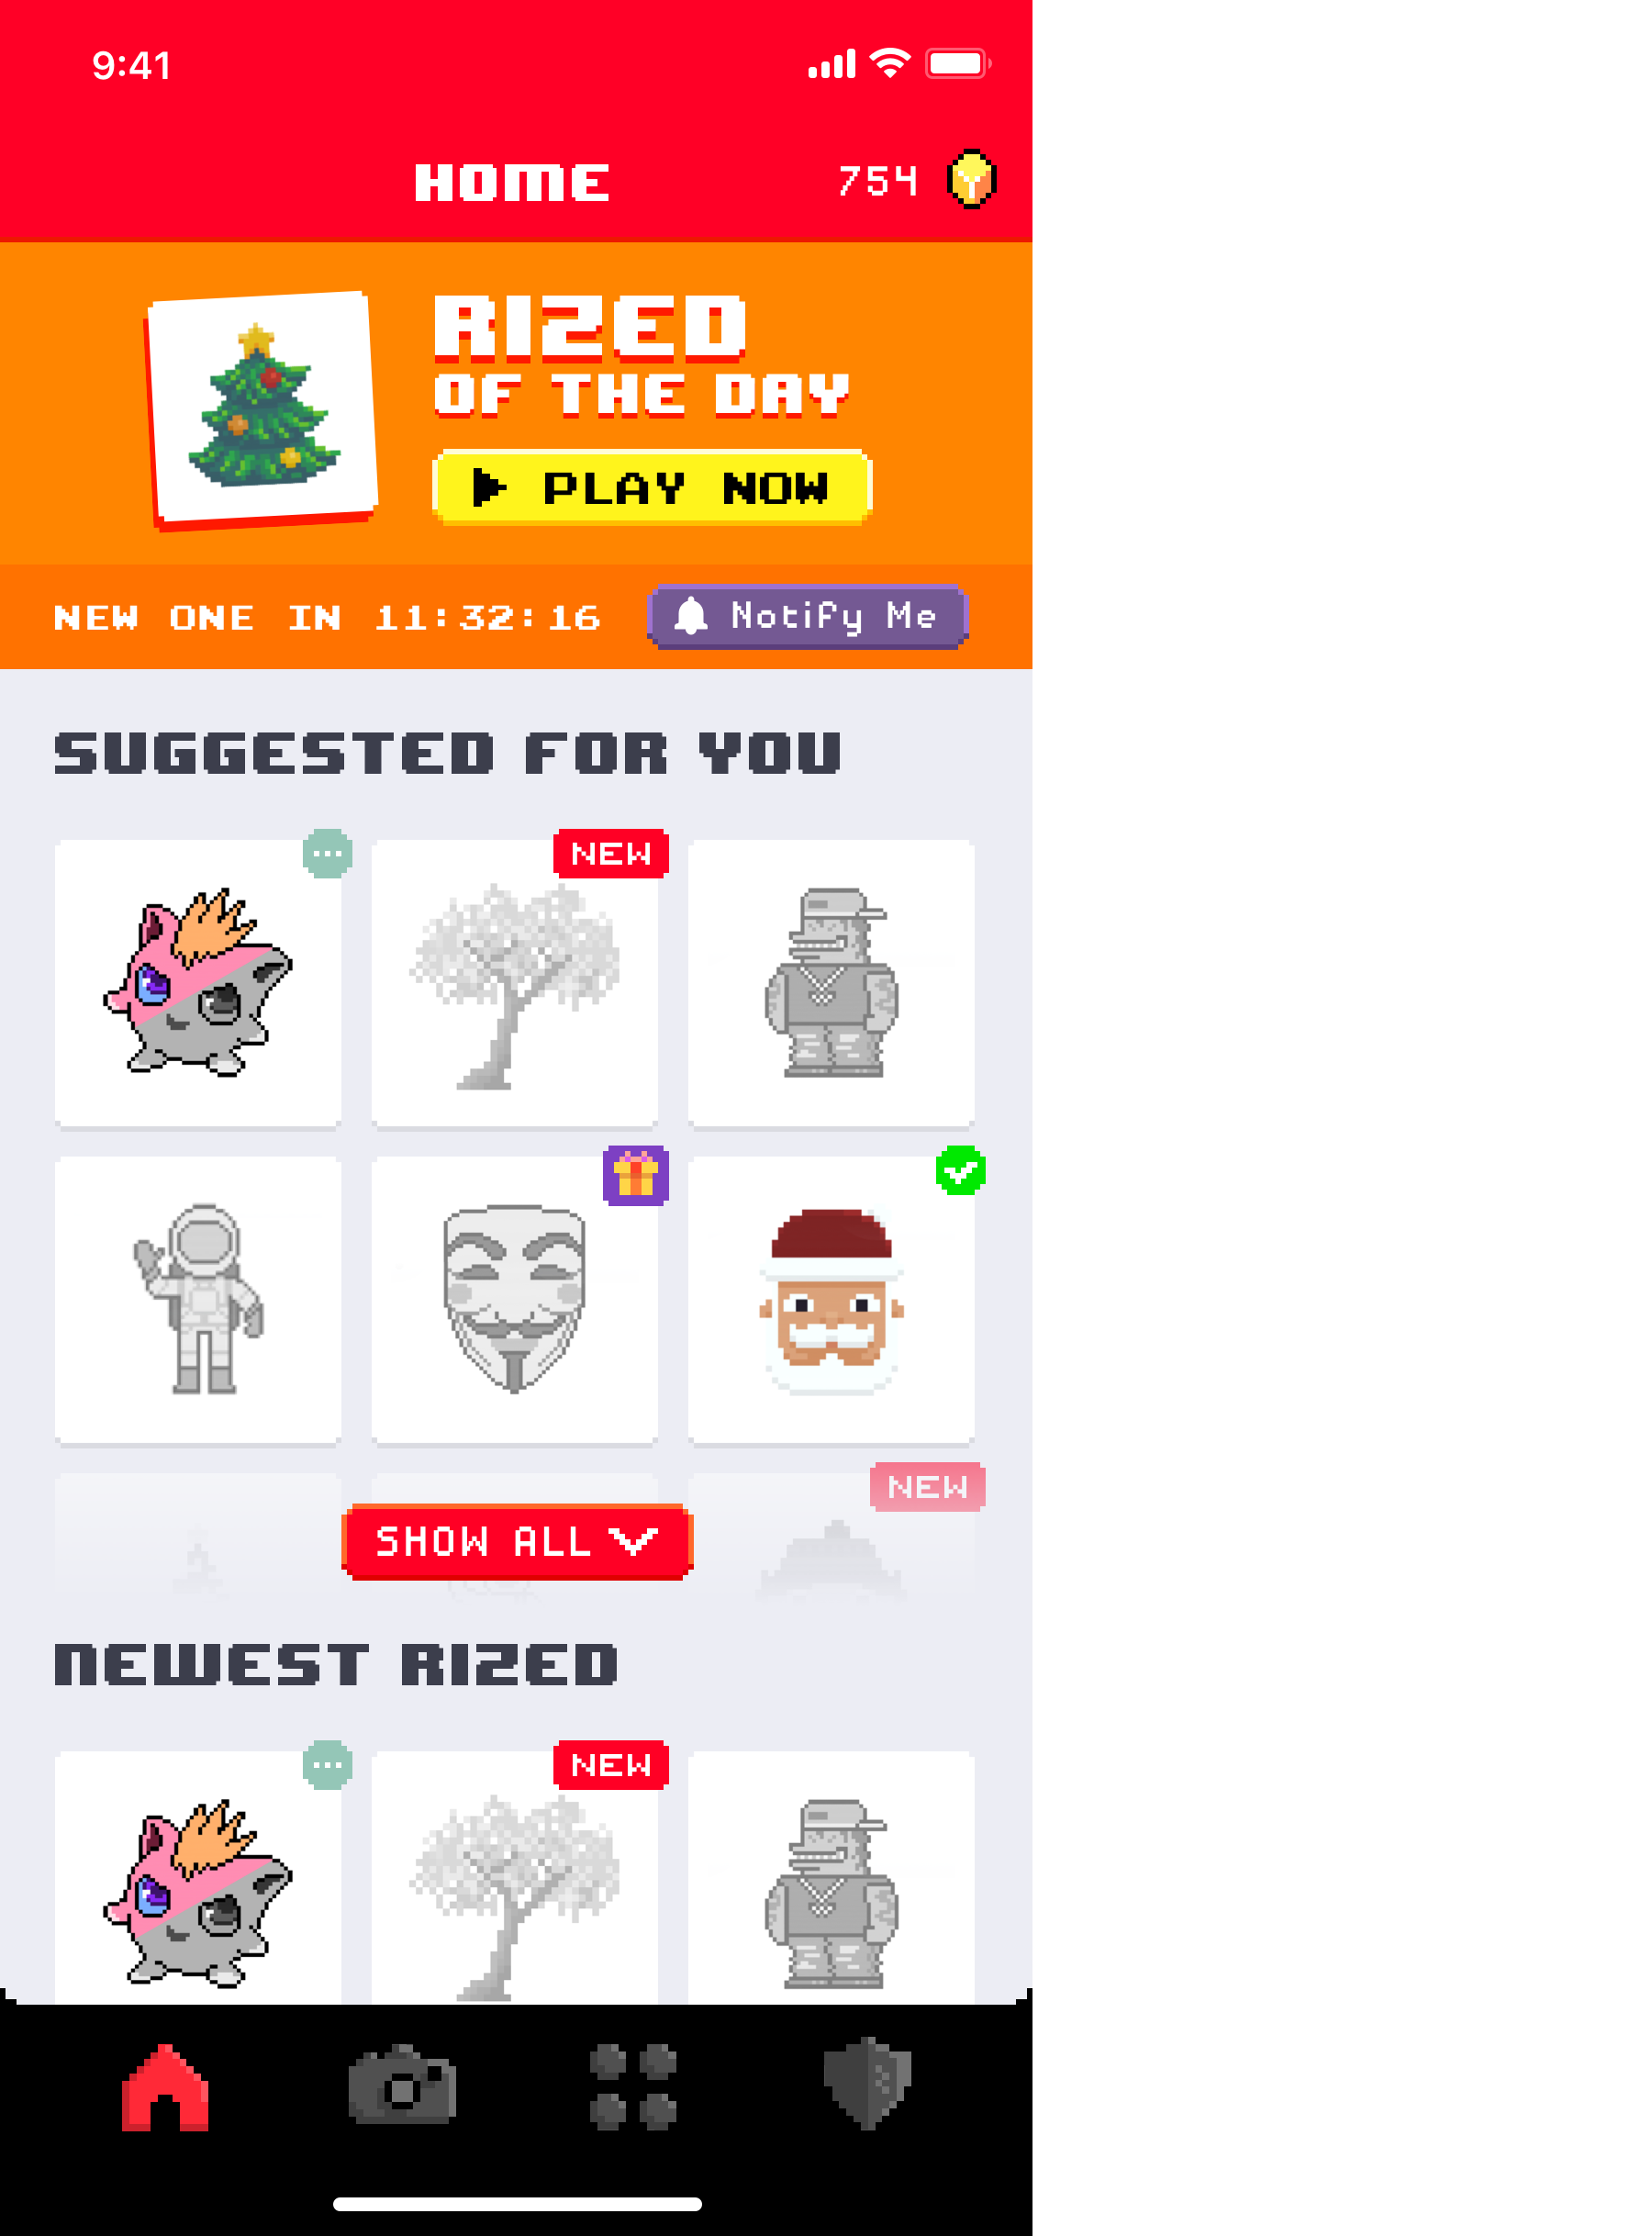 9:41
HOME
754
RIZED
OF THE DAY
PLAY NOW
NEW ONE IN 11:32:16
Notify Me
SUGGESTED FOR YOU
NEW
NEW
SHOW ALL
NEWEST RIZED
NEW